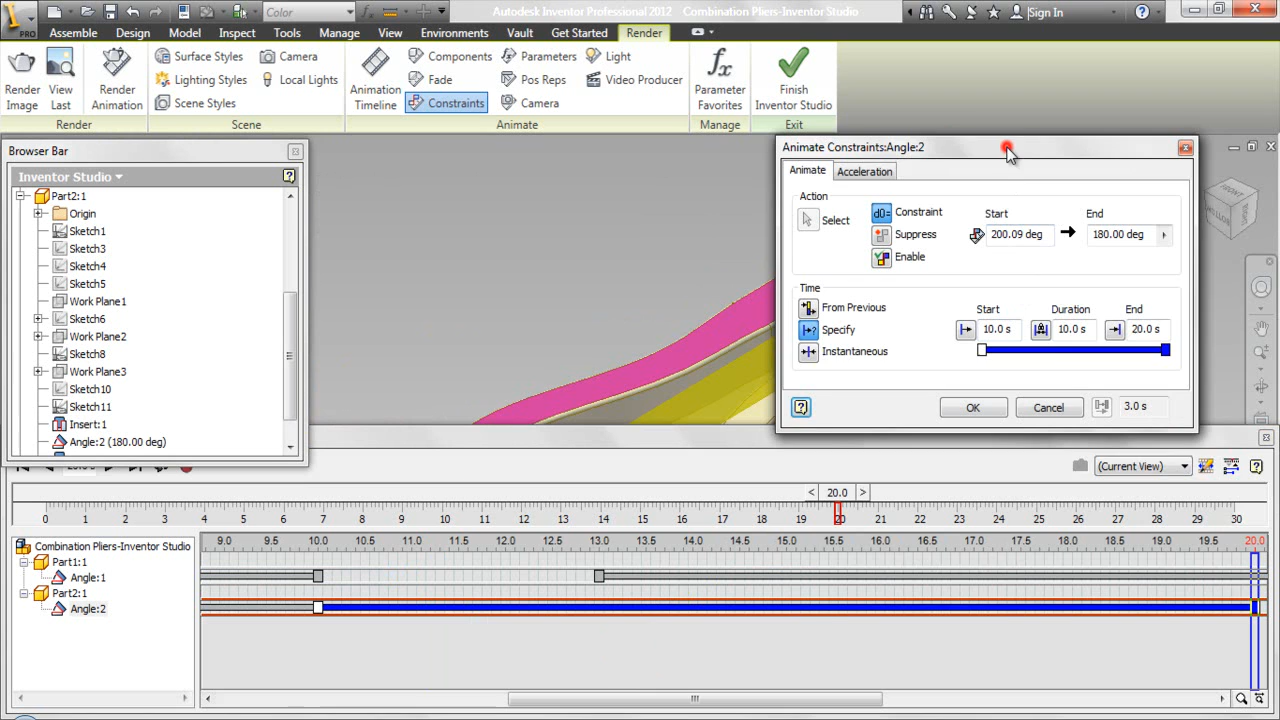 Color
Autodesk Inventor Professional 2012
Combination Pliers-Inventor Studio
Sign In
PRO
Assemble Design Model Inspect Tools Manage View Environments Vault Get Started Render
Render Image
View Last
Render Animation
Surface Styles
Lighting Styles
Scene Styles
Camera
Local Lights
Animation Timeline
Components
Fade
Constraints
Parameters
Pos Reps
Camera
Light
Video Producer
fx
Parameter Favorites
Finish Inventor Studio
Render Scene Animate Manage Exit
Browser Bar
Inventor Studio
Part2:1
Origin
Sketch1
Sketch3
Sketch4
Sketch5
Work Plane1
Sketch6
Work Plane2
Sketch8
Work Plane3
Sketch10
Sketch11
Insert:1
Angle:2 (180.00 deg)
Animate Constraints:Angle:2
Animate Acceleration
Action
Select
d0= Constraint
Suppress
Enable
Start End
200.09 deg 180.00 deg
Time
From Previous
Specify
Instantaneous
Start Duration End
10.0 s 10.0 s 20.0 s
OK Cancel 3.0 s
FRONT
(Current View)
< 20.0 >
0 1 2 3 4 5 6 7 8 9 10 11 12 13 14 15 16 17 18 19 20 21 22 23 24 25 26 27 28 29 30
9.0 9.5 10.0 10.5 11.0 11.5 12.0 12.5 13.0 13.5 14.0 14.5 15.0 15.5 16.0 16.5 17.0 17.5 18.0 18.5 19.0 19.5 20.0
Combination Pliers-Inventor Studio
Part1:1
Angle:1
Part2:1
Angle:2